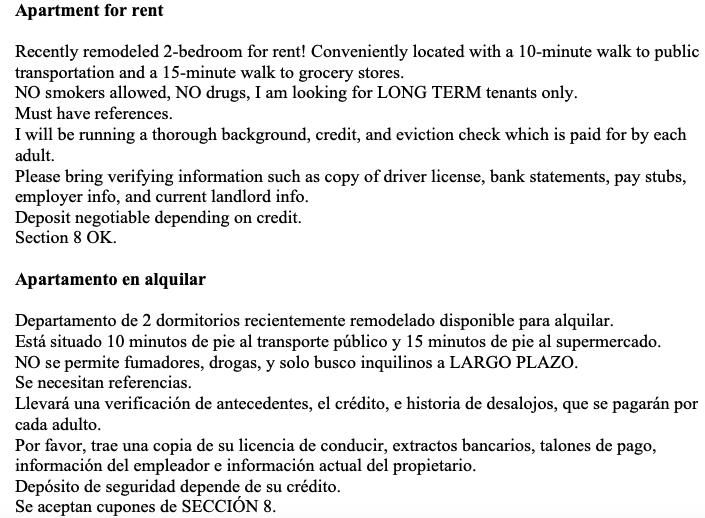 Apartment for rent
Recently remodeled 2-bedroom for rent! Conveniently located with a 10-minute walk to public
transportation and a 15-minute walk to grocery stores.
NO smokers allowed, NO drugs, I am looking for LONG TERM tenants only.
Must have references.
I will be running a thorough background, credit, and eviction check which is paid for by each
adult.
Please bring verifying information such as copy of driver license, bank statements, pay stubs,
employer info, and current landlord info.
Deposit negotiable depending on credit.
Section 8 OK.
Apartamento en alquilar
Departamento de 2 dormitorios recientemente remodelado disponible para alquilar.
Está situado 10 minutos de pie al transporte público y 15 minutos de pie al supermercado.
NO se permite fumadores, drogas, y solo busco inquilinos a LARGO PLAZO.
Se necesitan referencias.
Llevará una verificación de antecedentes, el crédito, e historia de desalojos, que se pagarán por
cada adulto.
Por favor, trae una copia de su licencia de conducir, extractos bancarios, talones de pago,
información del empleador e información actual del propietario.
Depósito de seguridad depende de su crédito.
Se aceptan cupones de SECCIÓN 8.